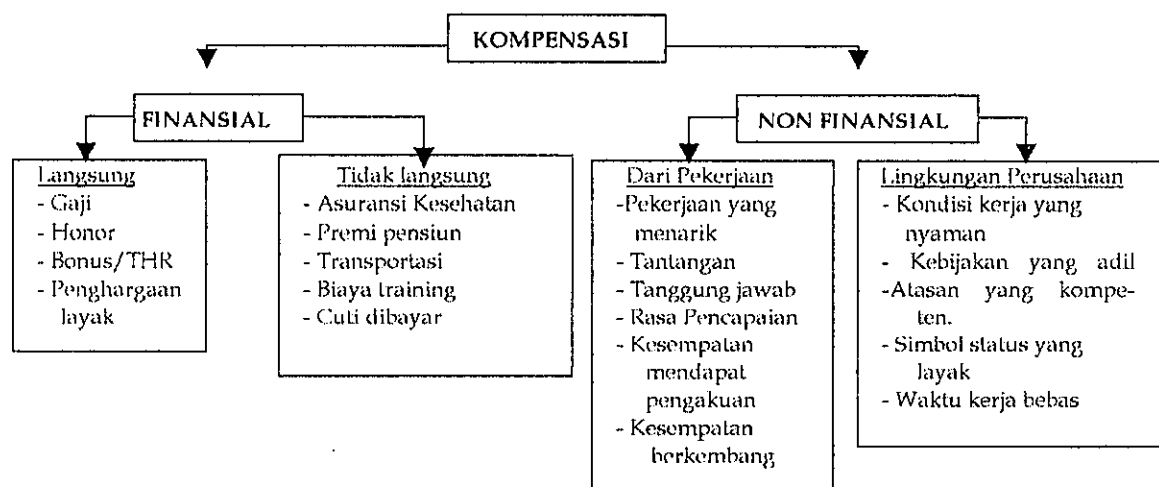 KOMPENSASI
FINANSIAL
NON FINANSIAL
Langsung
- Gaji
- Honor
- Bonus/THR
- Penghargaan
layak
Tidak langsung
- Asuransi Kesehatan
- Premi pensiun
- Transportasi
- Biaya training
- Cuti dibayar
Dari Pekerjaan
-Pekerjaan yang
menarik
- Tantangan
- Tanggung jawab
- Rasa Pencapaian
- Kesempatan
mendapat
pengakuan
- Kesempatan
berkembang
Lingkungan Perusahaan
- Kondisi kerja yang
nyaman
- Kebijakan yang adil
-Atasan yang kompe-
ten.
- Simbol status yang
layak
- Waktu kerja bebas